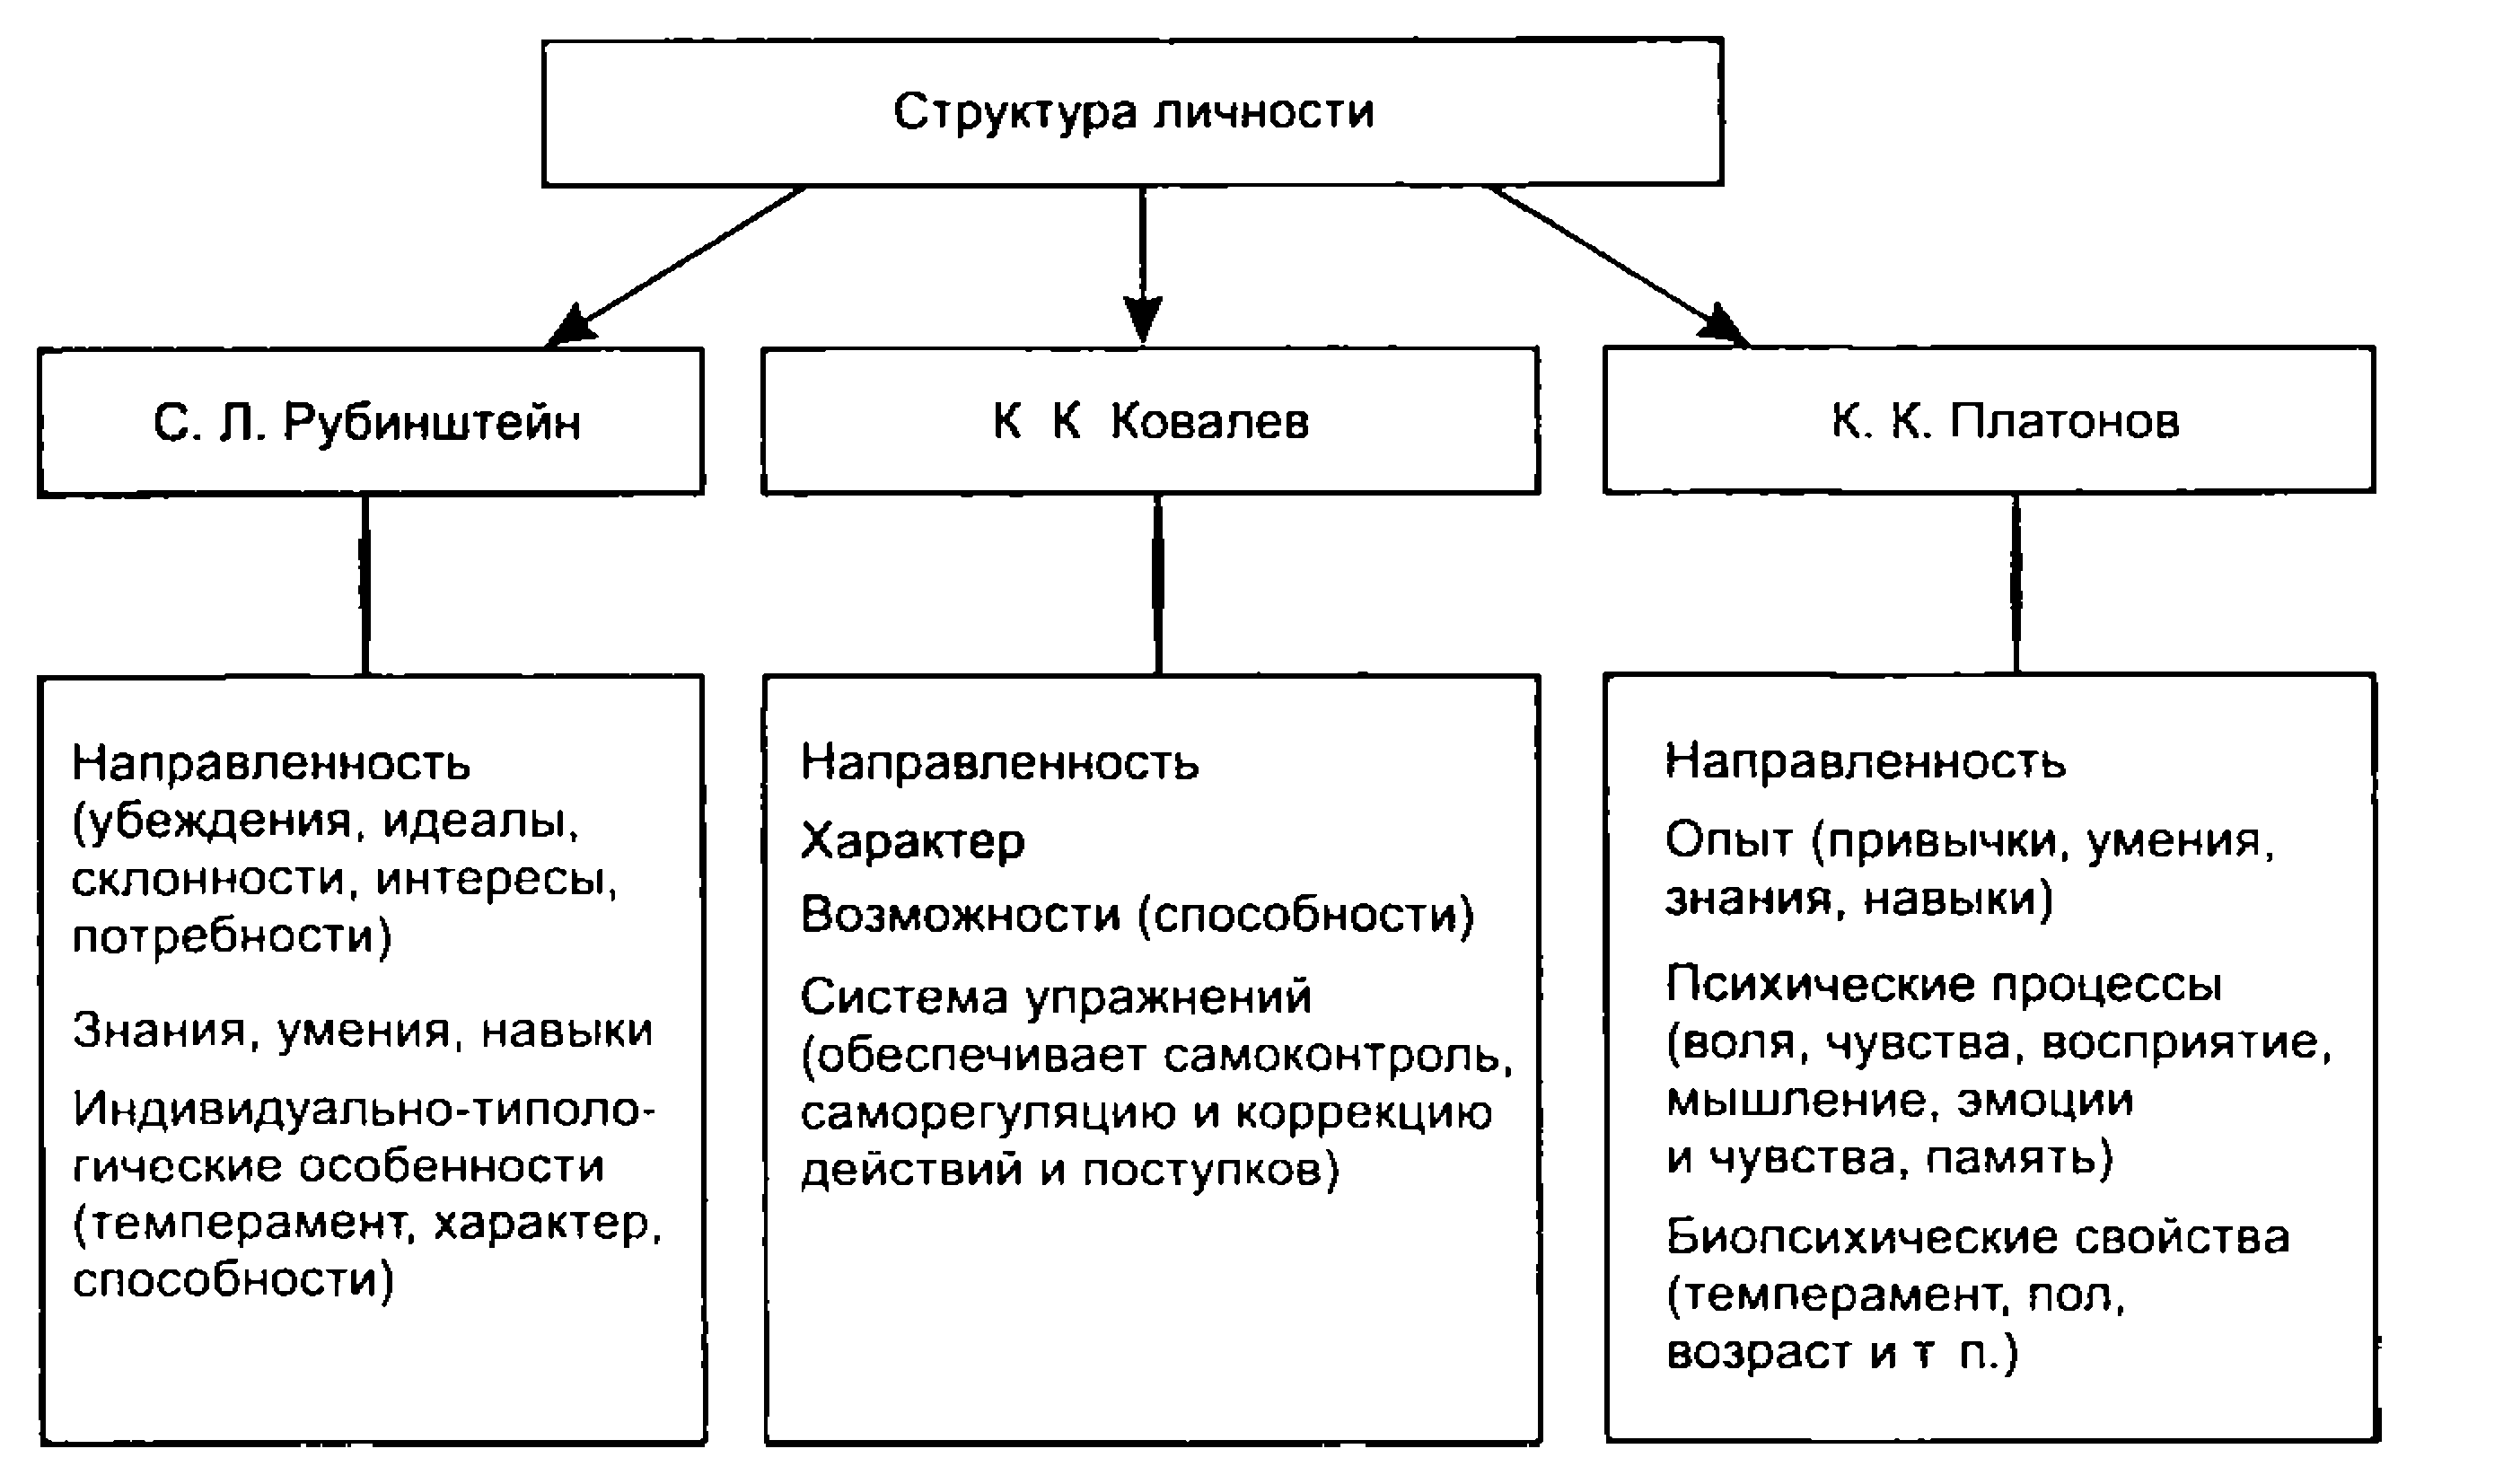 Структура личности
С. Л. Рубинштейн
К К Ковалев
К. К. Платонов
Направленность
(убеждения, идеалы,
склонности, интересы,
потребности)
Знания, умения, навыки
Индивидуально-типоло-
гические особенности
(темперамент, характер,
способности)
Направленность
Характер
Возможности (способности)
Система упражнений
(обеспечивает самоконтроль,
саморегуляцию и коррекцию
действий и поступков)
Направленность
Опыт (привычки, умения,
знания, навыки)
Психические процессы
(воля, чувства, восприятие,
мышление, эмоции
и чувства, память)
Биопсихические свойства
(темперамент, пол,
возраст и т п.)